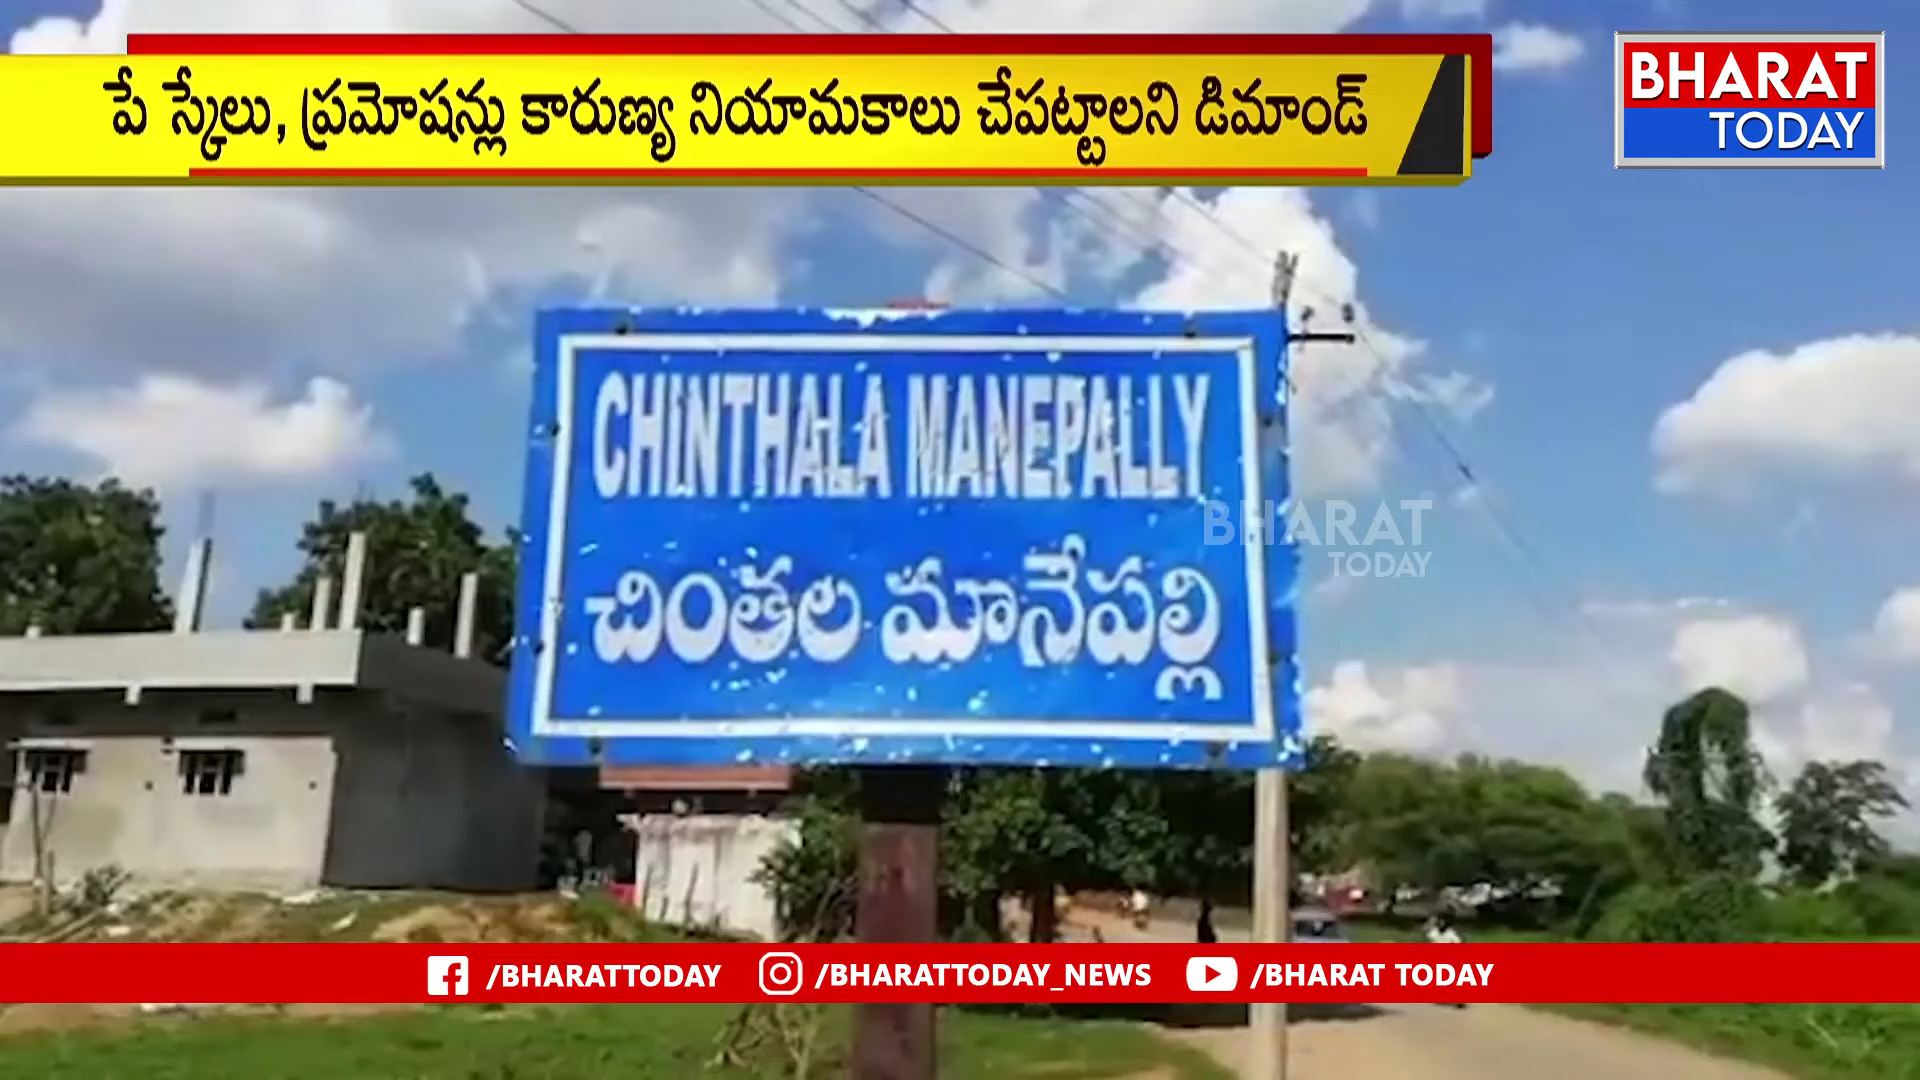 పే స్కేలు, ప్రమోషన్లు కారుణ్య నియామకాలు చేపట్టాలని డిమాండ్
BHARAT
TODAY
CHINTHALA MANEPALLY
చింతల మానేపల్లి
BHARAT
TODAY
/BHARATTODAY /BHARATTODAY_NEWS /BHARAT TODAY